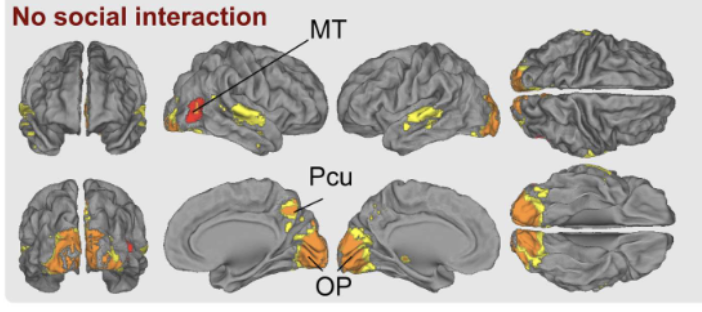 No social interaction
MT
Pcu
OP